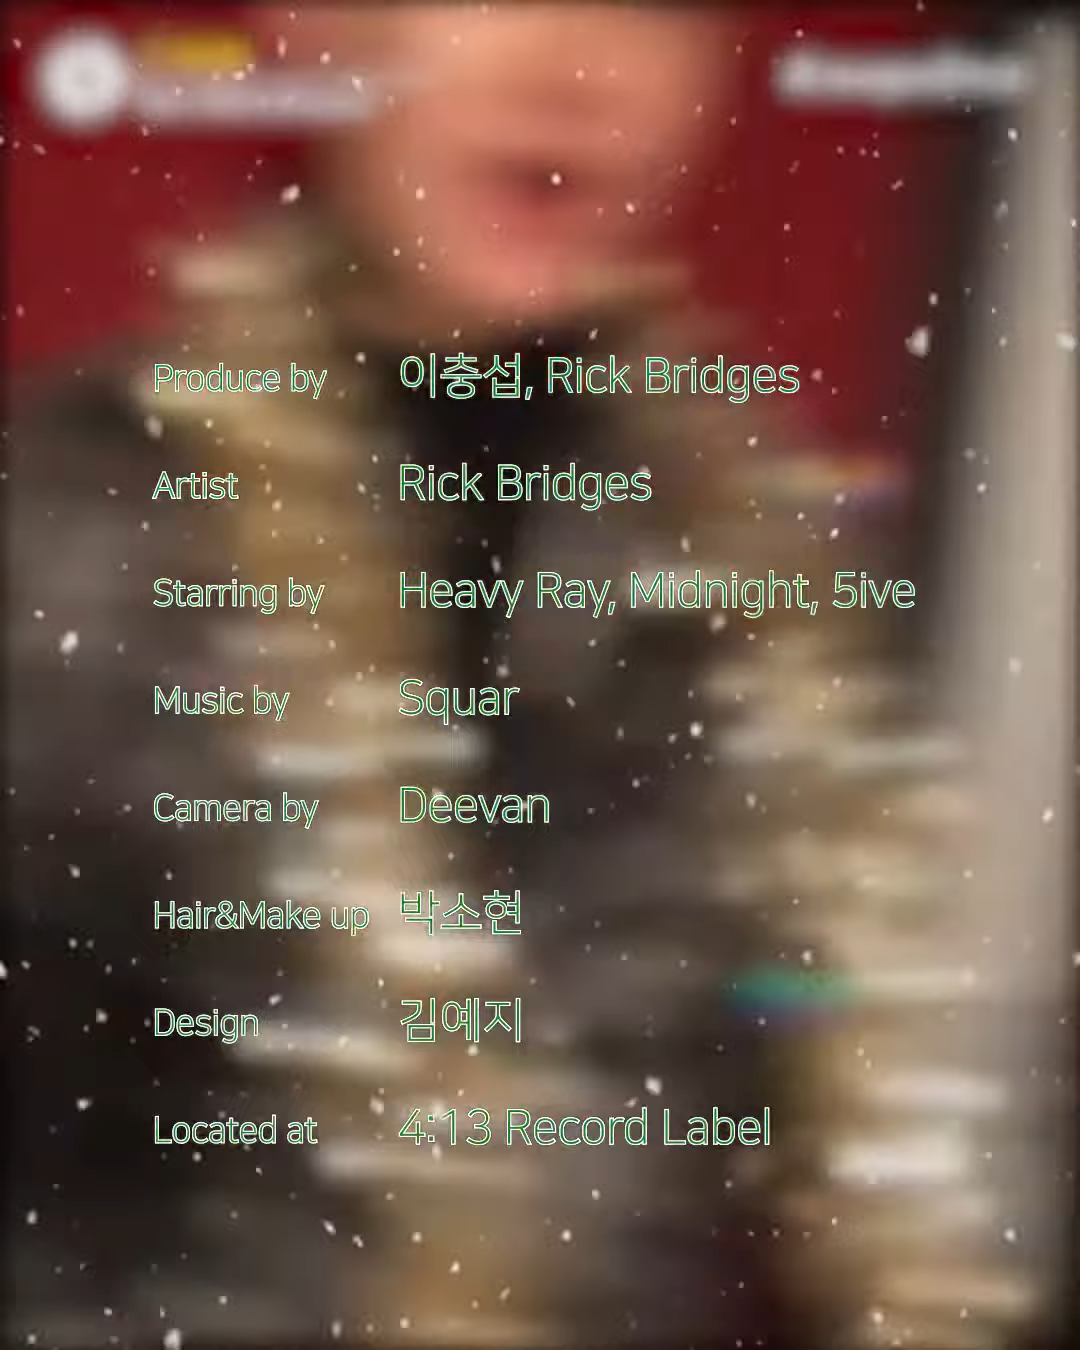 Produce by 이충섭, Rick Bridges
Artist Rick Bridges
Starring by Heavy Ray, Midnight, 5ive
Music by Squar
Camera by Deevan
Hair&Make up 박소현
Design 김예지
Located at 4:13 Record Label